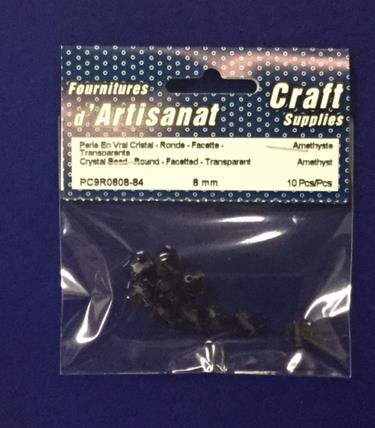 Fournitures
d'Artisanat
Craft
Supplies
Perle En Vrai Cristal - Ronde - Facette - Amethyste
Transparente
Crystal Bead - Round - Facetted - Transparent Amethyst
PC9R0808-84 8 mm 10 Pcs/Pcs